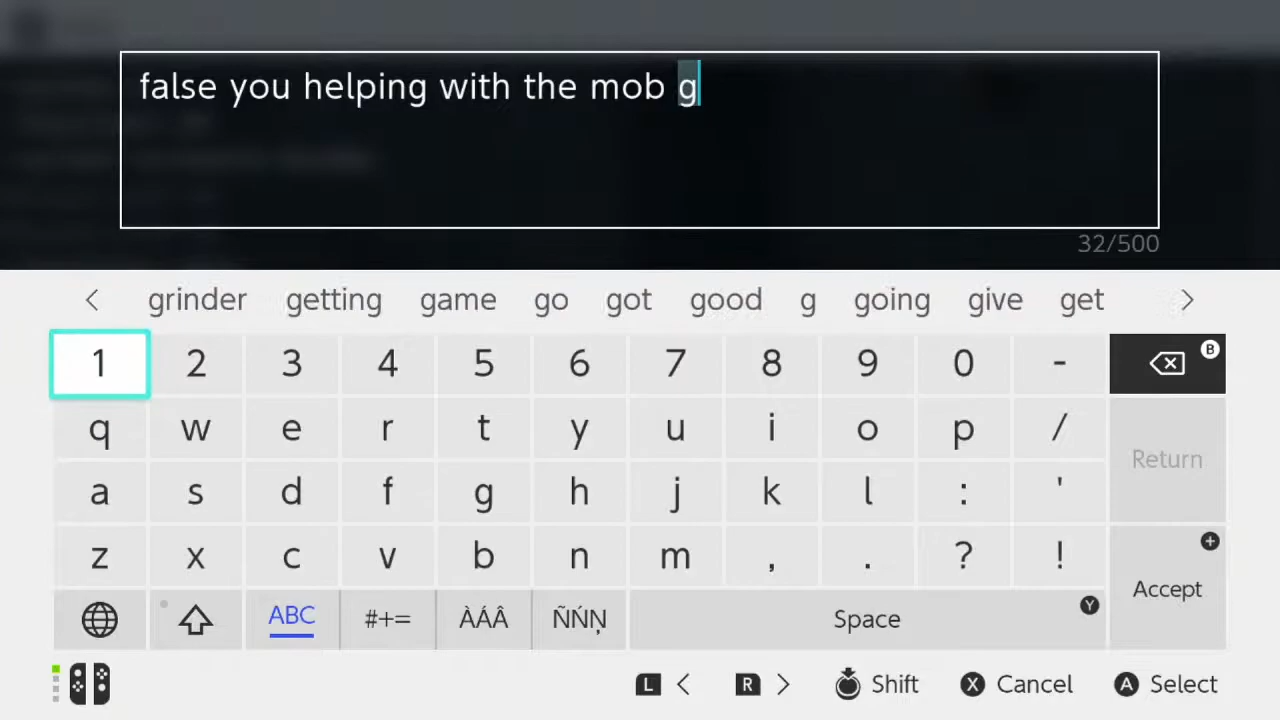 false you helping with the mob g
32/500
< grinder getting game go got good g going give get >
1 2 3 4 5 6 7 8 9 0 - B
q w e r t y u i o p / Return
a s d f g h j k l : '
z x c v b n m , . ? ! + Accept
ABC #+= ÀÁÂ ÑŃŅ Space Y
L < R > Shift X Cancel A Select